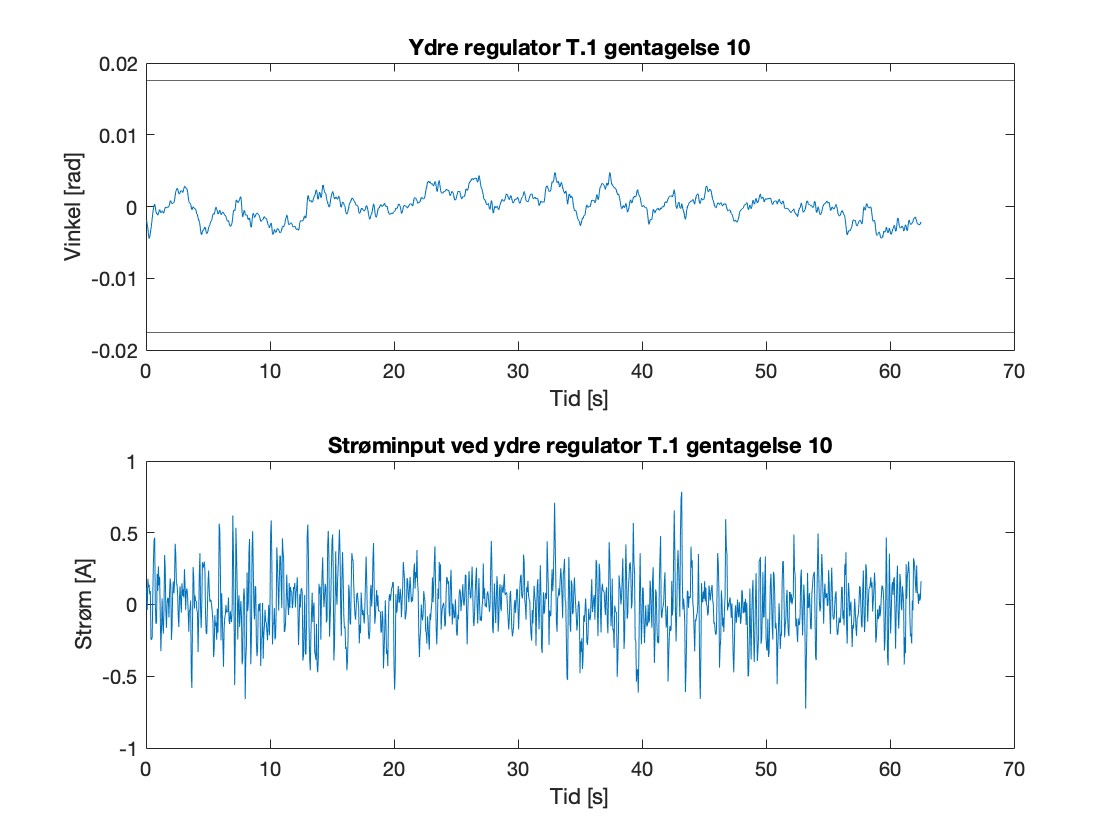 Ydre regulator T.1 gentagelse 10
0.02
0.01
0
-0.01
-0.02
Vinkel [rad]
0 10 20 30 40 50 60 70
Tid [s]
Strøminput ved ydre regulator T.1 gentagelse 10
1
0.5
0
-0.5
-1
Strøm [A]
0 10 20 30 40 50 60 70
Tid [s]